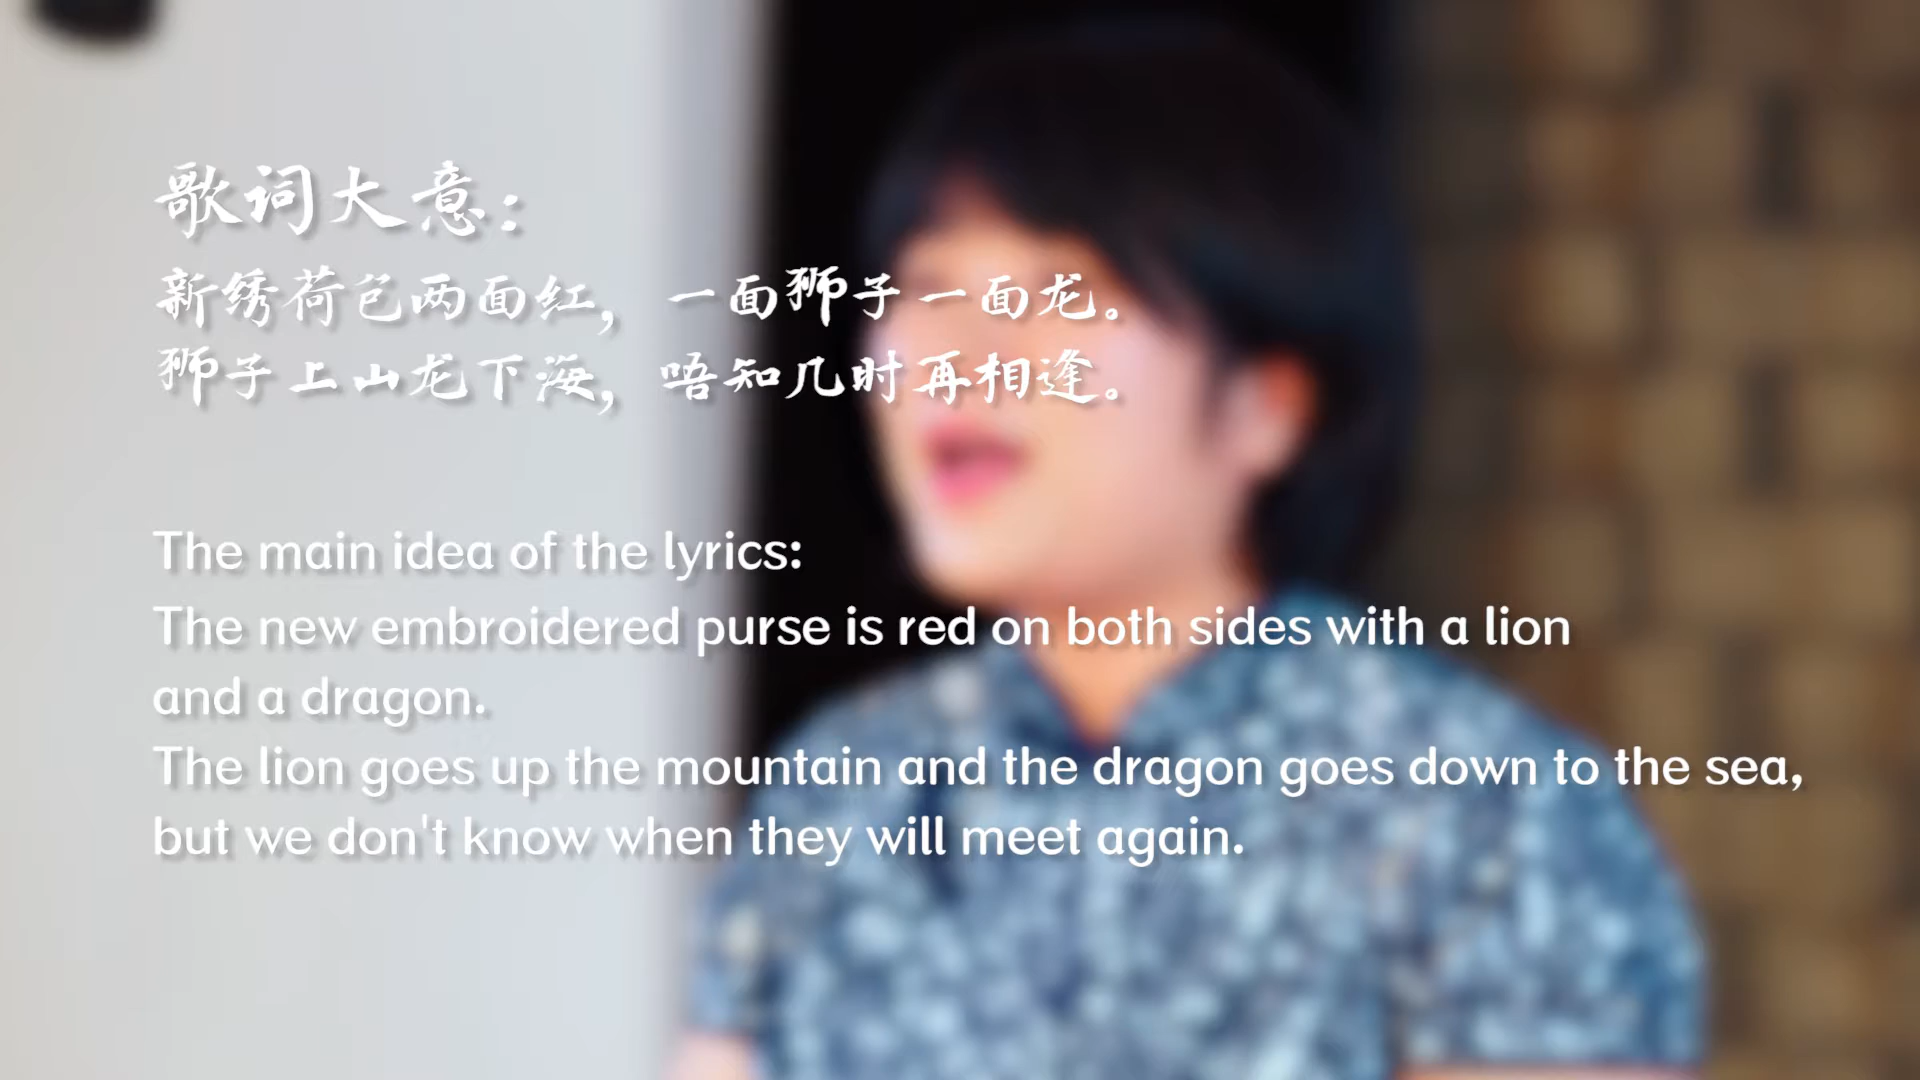 歌词大意：
新绣荷包两面红，一面狮子一面龙。
狮子上山龙下海，唔知几时再相逢。
The main idea of the lyrics:
The new embroidered purse is red on both sides with a lion
and a dragon.
The lion goes up the mountain and the dragon goes down to the sea,
but we don't know when they will meet again.